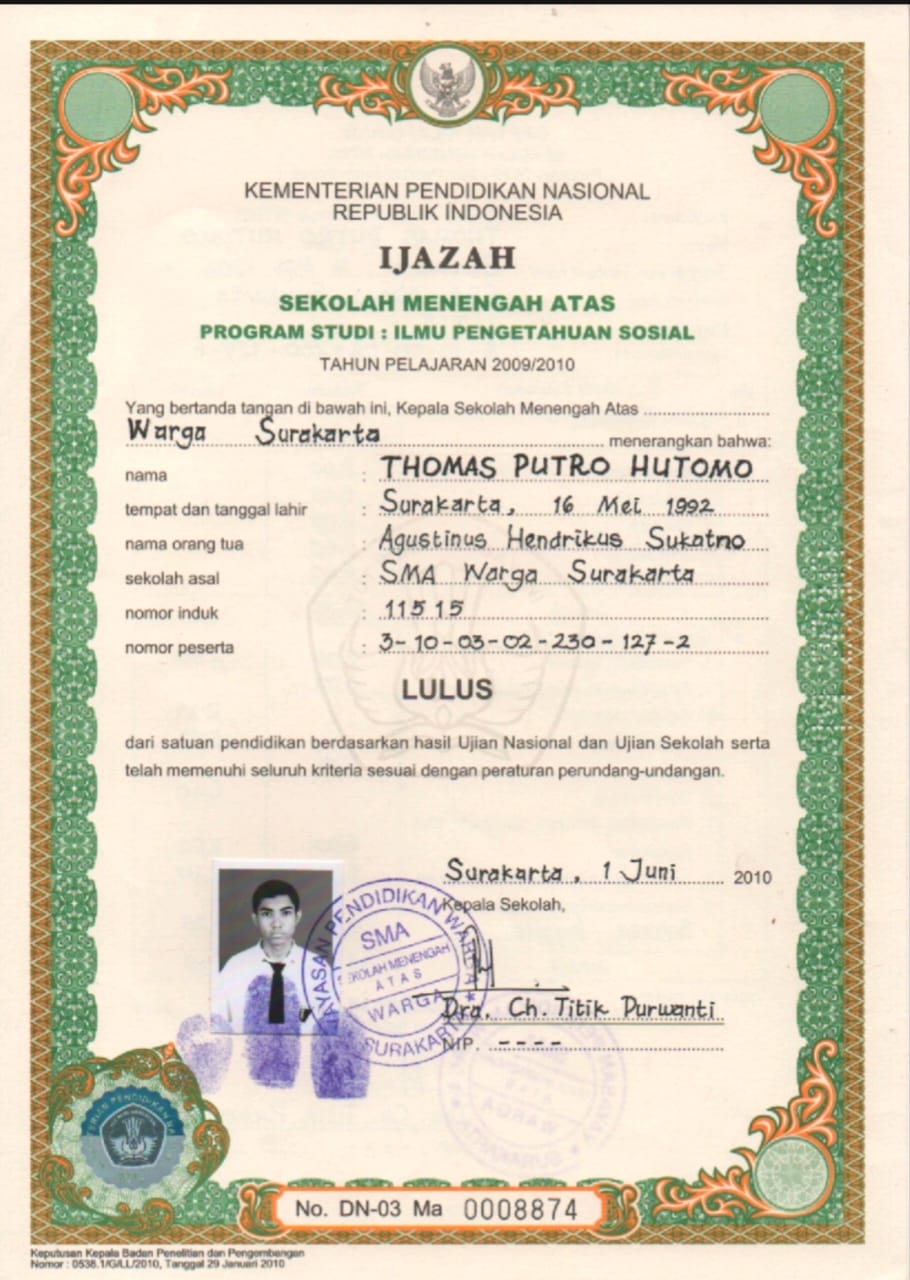 KEMENTERIAN PENDIDIKAN NASIONAL
REPUBLIK INDONESIA
IJAZAH
SEKOLAH MENENGAH ATAS
PROGRAM STUDI : ILMU PENGETAHUAN SOSIAL
TAHUN PELAJARAN 2009/2010
Yang bertanda tangan di bawah ini, Kepala Sekolah Menengah Atas
Warga Surakarta menerangkan bahwa:
nama : THOMAS PUTRO HUTOMO
tempat dan tanggal lahir : Surakarta, 16 Mei 1992
nama orang tua : Agustinus Hendrikus Sukatno
sekolah asal : SMA Warga Surakarta
nomor induk : 11515
nomor peserta : 3-10-03-02-230-127-2
LULUS
dari satuan pendidikan berdasarkan hasil Ujian Nasional dan Ujian Sekolah serta
telah memenuhi seluruh kriteria sesuai dengan peraturan perundang-undangan.
Surakarta, 1 Juni 2010
Kepala Sekolah,
YAYASAN PENDIDIKAN WARGA
SMA
SEKOLAH MENENGAH
ATAS
WARGA
SURAKARTA
Dra. Ch. Titik Purwanti
NIP. ----
No. DN-03 Ma 0008874
Keputusan Kepala Badan Penelitian dan Pengembangan
Nomor : 0538.1/G/LL/2010, Tanggal 29 Januari 2010